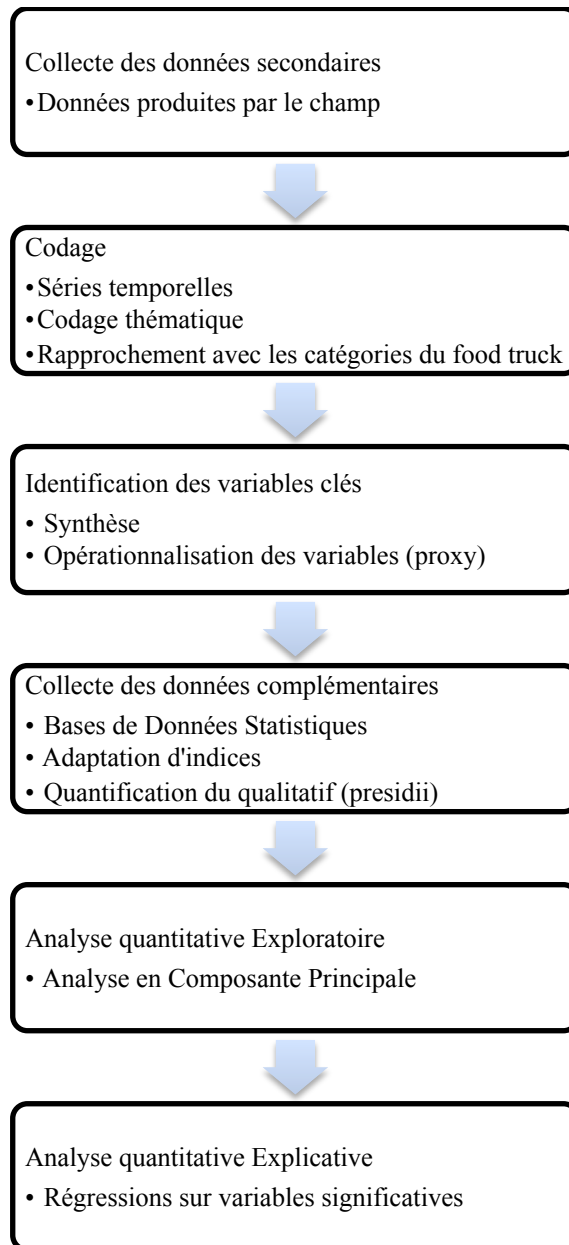 Collecte des données secondaires
•Données produites par le champ
Codage
•Séries temporelles
•Codage thématique
•Rapprochement avec les catégories du food truck
Identification des variables clés
• Synthèse
• Opérationnalisation des variables (proxy)
Collecte des données complémentaires
• Bases de Données Statistiques
• Adaptation d'indices
• Quantification du qualitatif (presidii)
Analyse quantitative Exploratoire
• Analyse en Composante Principale
Analyse quantitative Explicative
• Régressions sur variables significatives